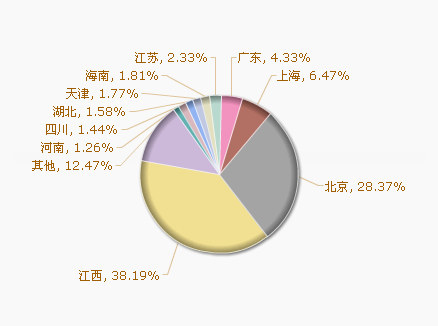 江苏, 2.33%
广东, 4.33%
海南, 1.81%
上海, 6.47%
天津, 1.77%
湖北, 1.58%
四川, 1.44%
河南, 1.26%
其他, 12.47%
北京, 28.37%
江西, 38.19%